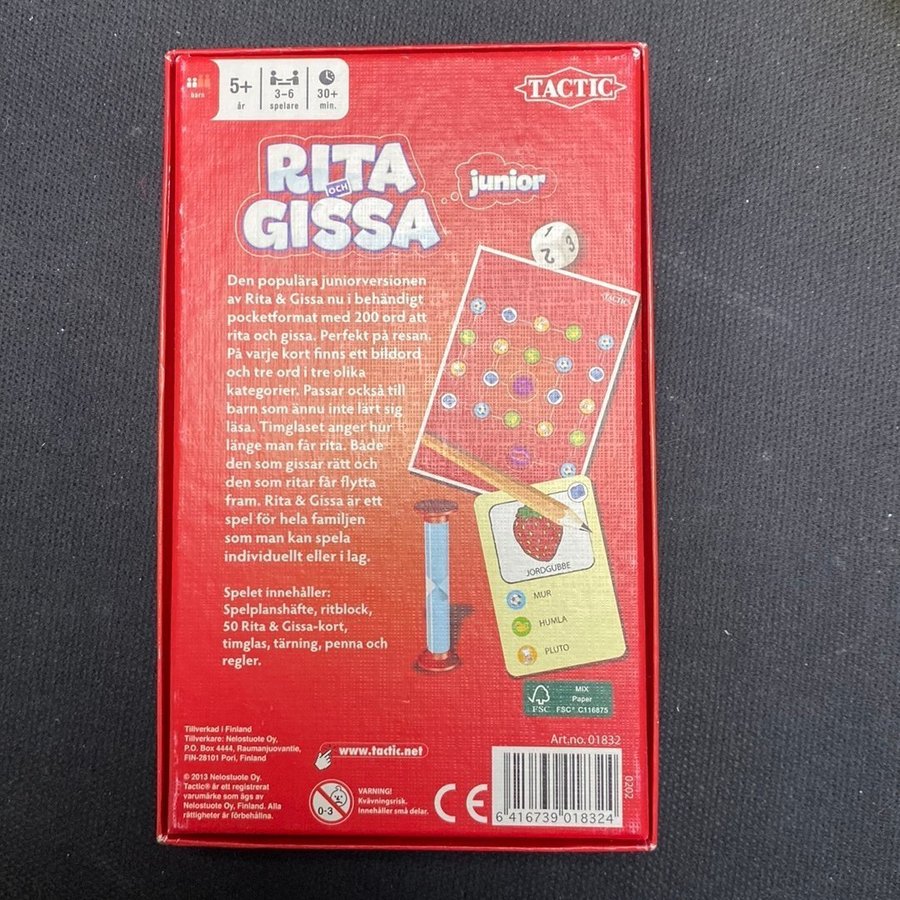 barn
5+
år
3-6
spelare
30+
min.
TACTIC
RITA
OCH
GISSA
junior
1
2 3
Den populära juniorversionen
av Rita & Gissa nu i behändigt
pocketformat med 200 ord att
rita och gissa. Perfekt på resan.
På varje kort finns ett bildord
och tre ord i tre olika
kategorier. Passar också till
barn som ännu inte lärt sig
läsa. Timglaset anger hur
länge man får rita. Både
den som gissar rätt och
den som ritar får flytta
fram. Rita & Gissa är ett
spel för hela familjen
som man kan spela
individuellt eller i lag.
Spelet innehåller:
Spelplanshäfte, ritblock,
50 Rita & Gissa-kort,
timglas, tärning, penna och
regler.
TACTIC
JORDGUBBE
MUR
HUMLA
PLUTO
FSC
MIX
Paper
FSC® C116875
Art.no. 01832
0202
6 416739 018324
Tillverkad i Finland
Tillverkare: Nelostuote Oy,
P.O. Box 4444, Raumanjuovantie,
FIN-28101 Pori, Finland
© 2013 Nelostuote Oy.
Tactic® är ett registrerat
varumärke som ägs av
Nelostuote Oy, Finland. Alla
rättigheter är förbehållna.
www.tactic.net
0-3
VARNING!
Kvävningsrisk.
Innehåller små delar.
CE